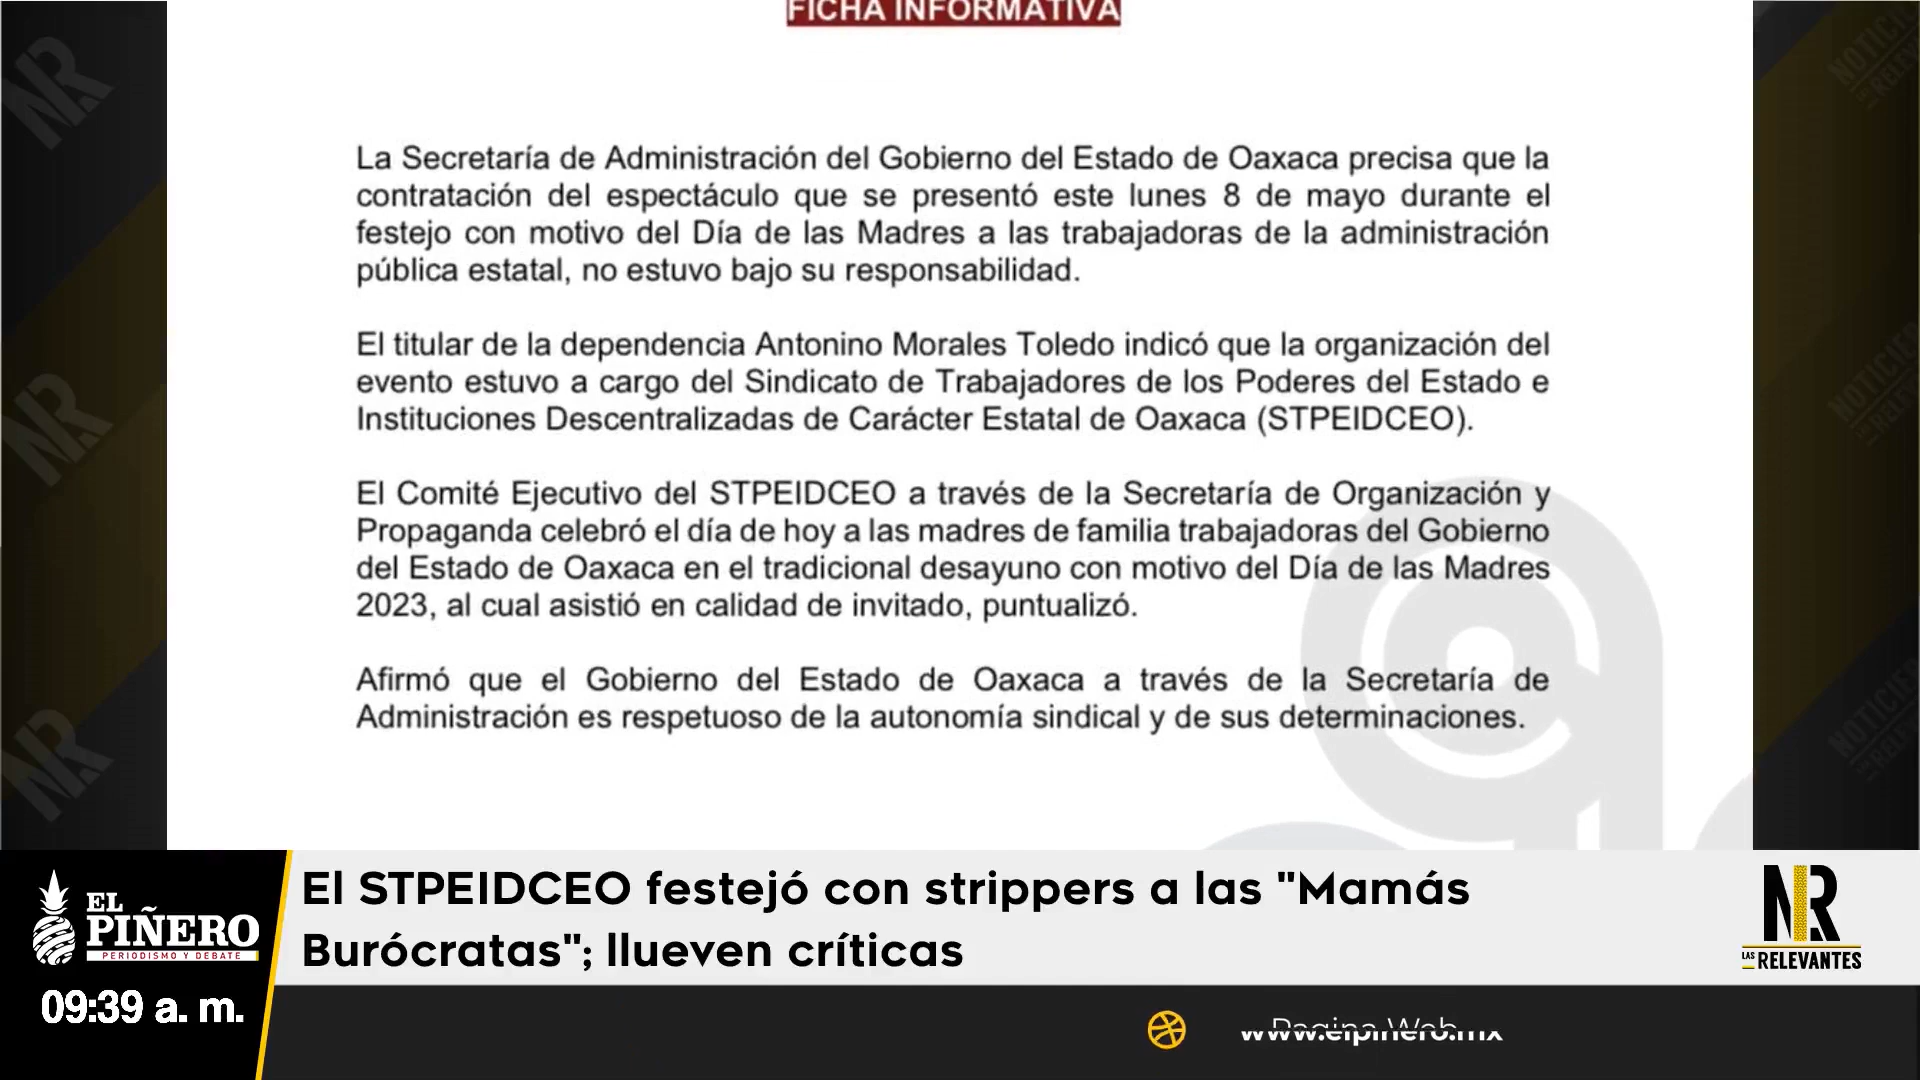 FICHA INFORMATIVA
La Secretaría de Administración del Gobierno del Estado de Oaxaca precisa que la
contratación del espectáculo que se presentó este lunes 8 de mayo durante el
festejo con motivo del Día de las Madres a las trabajadoras de la administración
pública estatal, no estuvo bajo su responsabilidad.
El titular de la dependencia Antonino Morales Toledo indicó que la organización del
evento estuvo a cargo del Sindicato de Trabajadores de los Poderes del Estado e
Instituciones Descentralizadas de Carácter Estatal de Oaxaca (STPEIDCEO).
El Comité Ejecutivo del STPEIDCEO a través de la Secretaría de Organización y
Propaganda celebró el día de hoy a las madres de familia trabajadoras del Gobierno
del Estado de Oaxaca en el tradicional desayuno con motivo del Día de las Madres
2023, al cual asistió en calidad de invitado, puntualizó.
Afirmó que el Gobierno del Estado de Oaxaca a través de la Secretaría de
Administración es respetuoso de la autonomía sindical y de sus determinaciones.
El STPEIDCEO festejó con strippers a las "Mamás
Burócratas"; llueven críticas
EL
PIÑERO
PERIODISMO Y DEBATE
09:39 a. m.
NR
LAS RELEVANTES
Pagina Web
www.elpinero.mx